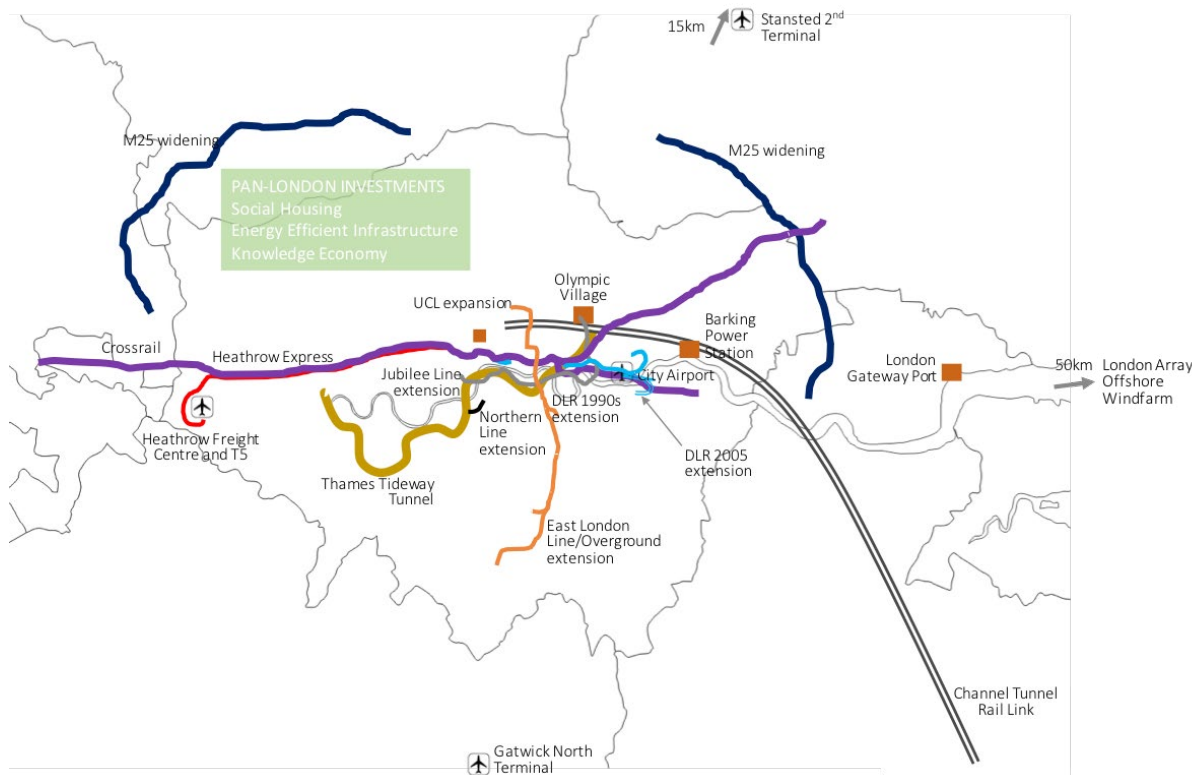 15km
Stansted 2nd
Terminal
M25 widening
M25 widening
PAN-LONDON INVESTMENTS
Social Housing
Energy Efficient Infrastructure
Knowledge Economy
Olympic
Village
UCL expansion
Barking
Power
Station
Crossrail
Heathrow Express
London
Gateway Port
50km
London Array
Offshore
Windfarm
Jubilee Line
extension
City Airport
DLR 1990s
extension
Northern
Line
extension
Heathrow Freight
Centre and T5
DLR 2005
extension
Thames Tideway
Tunnel
East London
Line/Overground
extension
Channel Tunnel
Rail Link
Gatwick North
Terminal